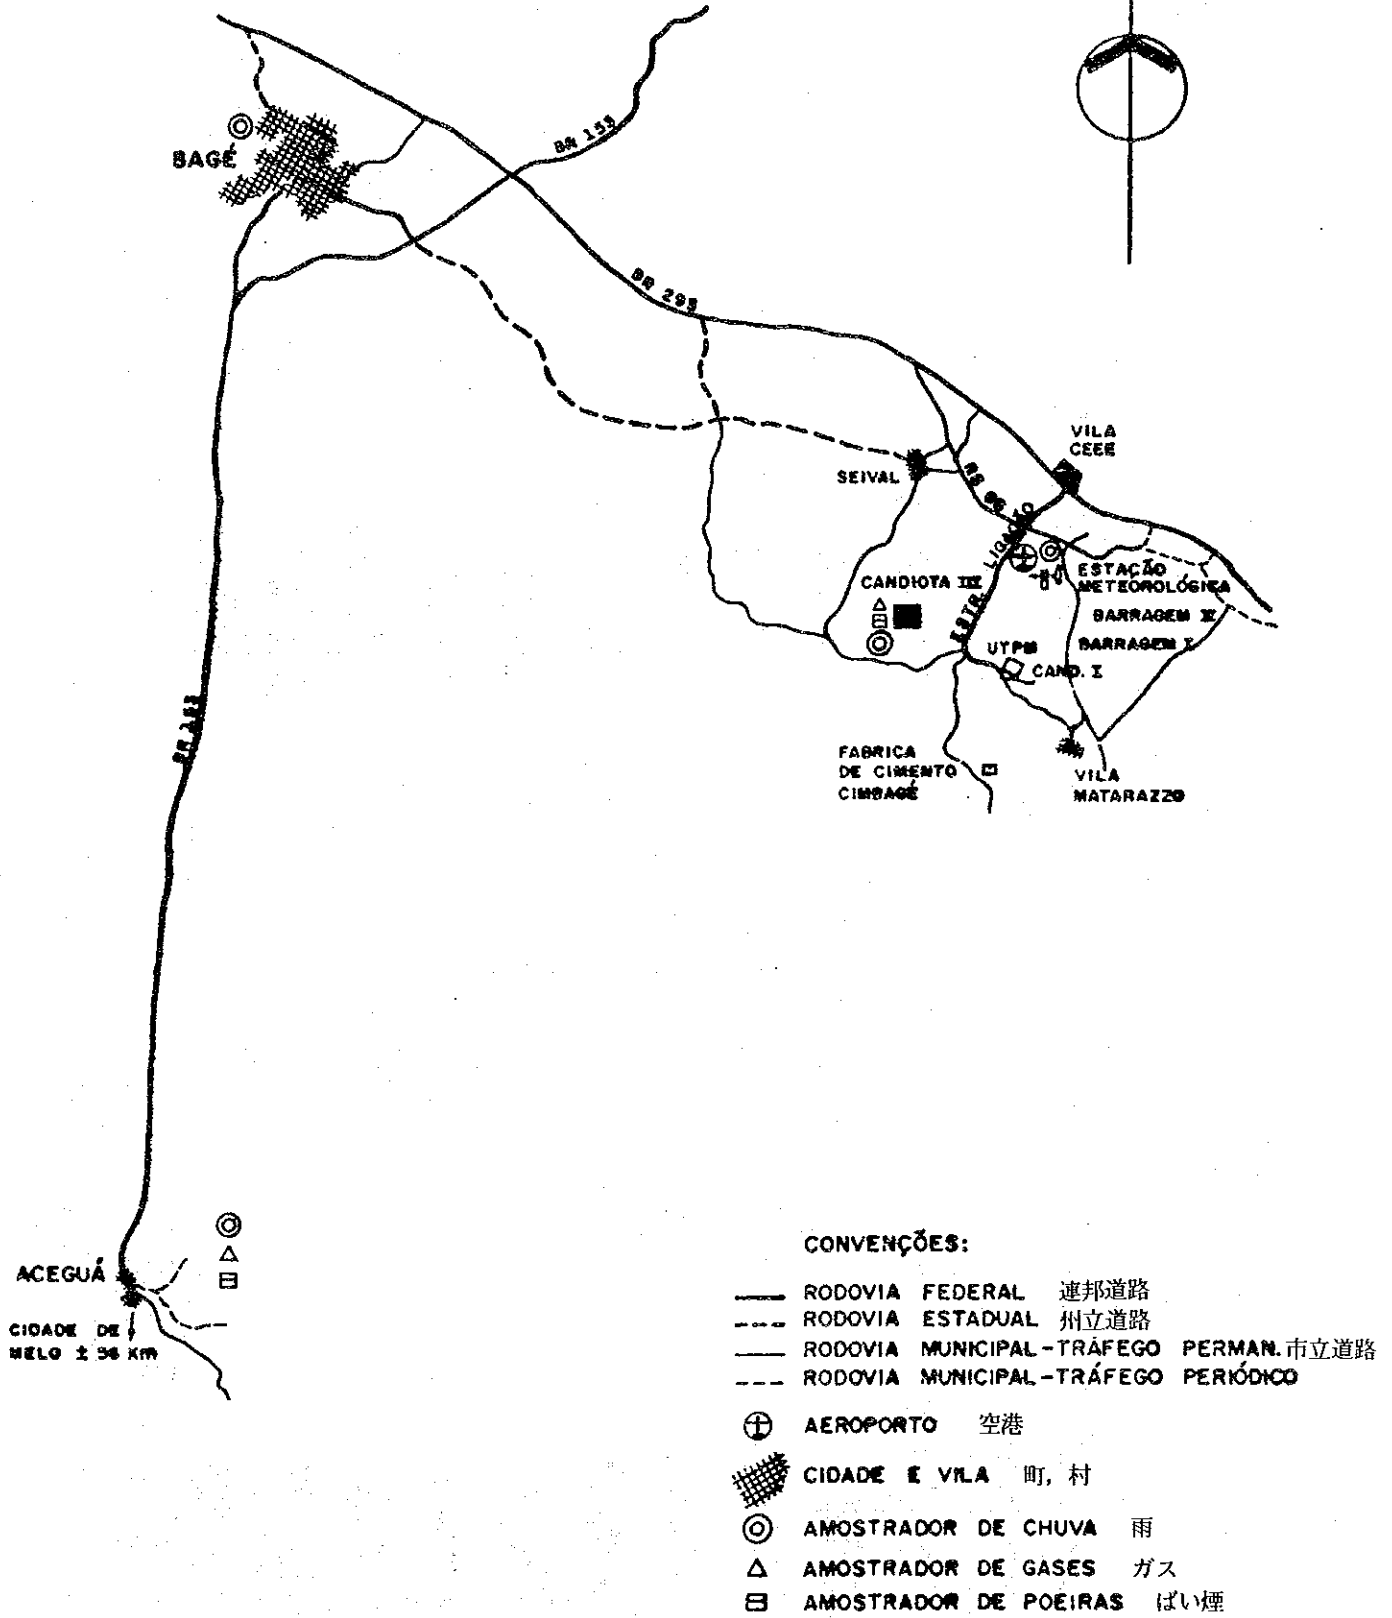 BAGÉ
BR 153
BR 293
VILA
CEEE
SEIVAL
RS 96
ESTR. LIGAÇÃO
CANDIOTA III
ESTAÇÃO
METEOROLÓGICA
BARRAGEM II
BARRAGEM I
UTPM
CAND. I
FABRICA
DE CIMENTO
CIMBAGÉ
VILA
MATARAZZO
BR 153
ACEGUÁ
CIDADE DE
MELO ± 56 Km
CONVENÇÕES:
RODOVIA FEDERAL 連邦道路
RODOVIA ESTADUAL 州立道路
RODOVIA MUNICIPAL-TRÁFEGO PERMAN. 市立道路
RODOVIA MUNICIPAL-TRÁFEGO PERIÓDICO
AEROPORTO 空港
CIDADE E VILA 町, 村
AMOSTRADOR DE CHUVA 雨
AMOSTRADOR DE GASES ガス
AMOSTRADOR DE POEIRAS ばい煙